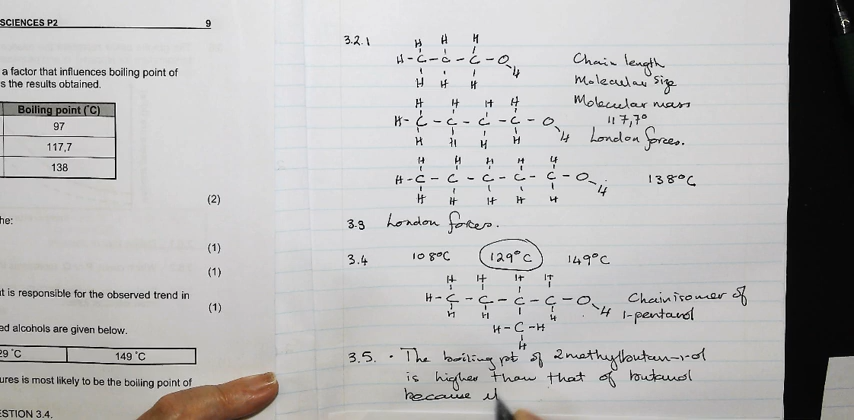 SCIENCES P2
9
a factor that influences boiling point of
s the results obtained.
Boiling point (˚C)
97
117,7
138
(2)
he:
(1)
(1)
t is responsible for the observed trend in
(1)
ed alcohols are given below.
29 ˚C 149 ˚C
ures is most likely to be the boiling point of
ESTION 3.4.
3.2.1
H H H
H - C - C - C - O
H
H H H
Chain length
Molecular size
Molecular mass
H H H H
H - C - C - C - C - O
H
H H H H
117,7°
London forces.
H H H H H
H - C - C - C - C - C - O
H
H H H H H
138°C
3.3 London forces.
3.4 108°C 129°C 149°C
H H H H
H - C - C - C - C - O
H
H H H
H - C - H
H
Chain isomer of
1-pentanol
3.5. • The boiling pt of 2methylbutan-1-ol
is higher than that of butanol
because